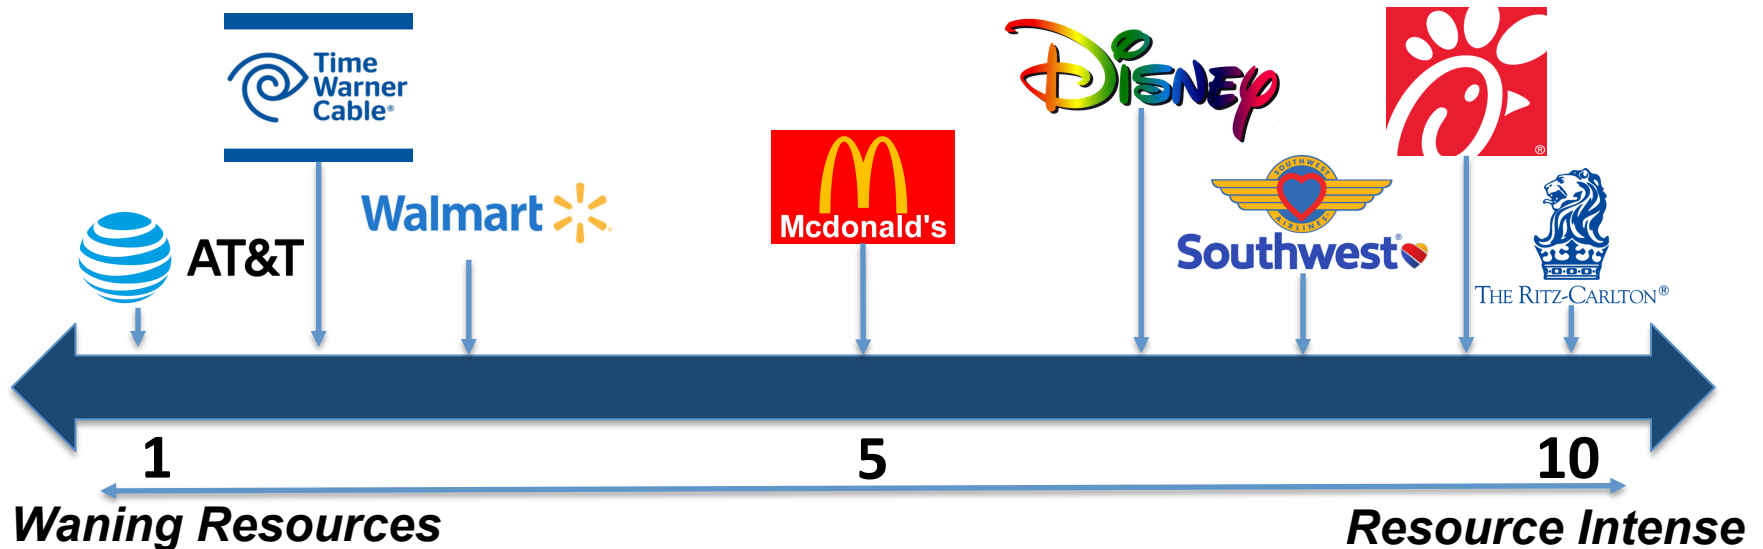 Time
Warner
Cable®
AT&T
Walmart
Mcdonald's
DISNEY
SOUTHWEST
AIRLINES
Southwest®
®
THE RITZ-CARLTON®
1
5
10
Waning Resources
Resource Intense